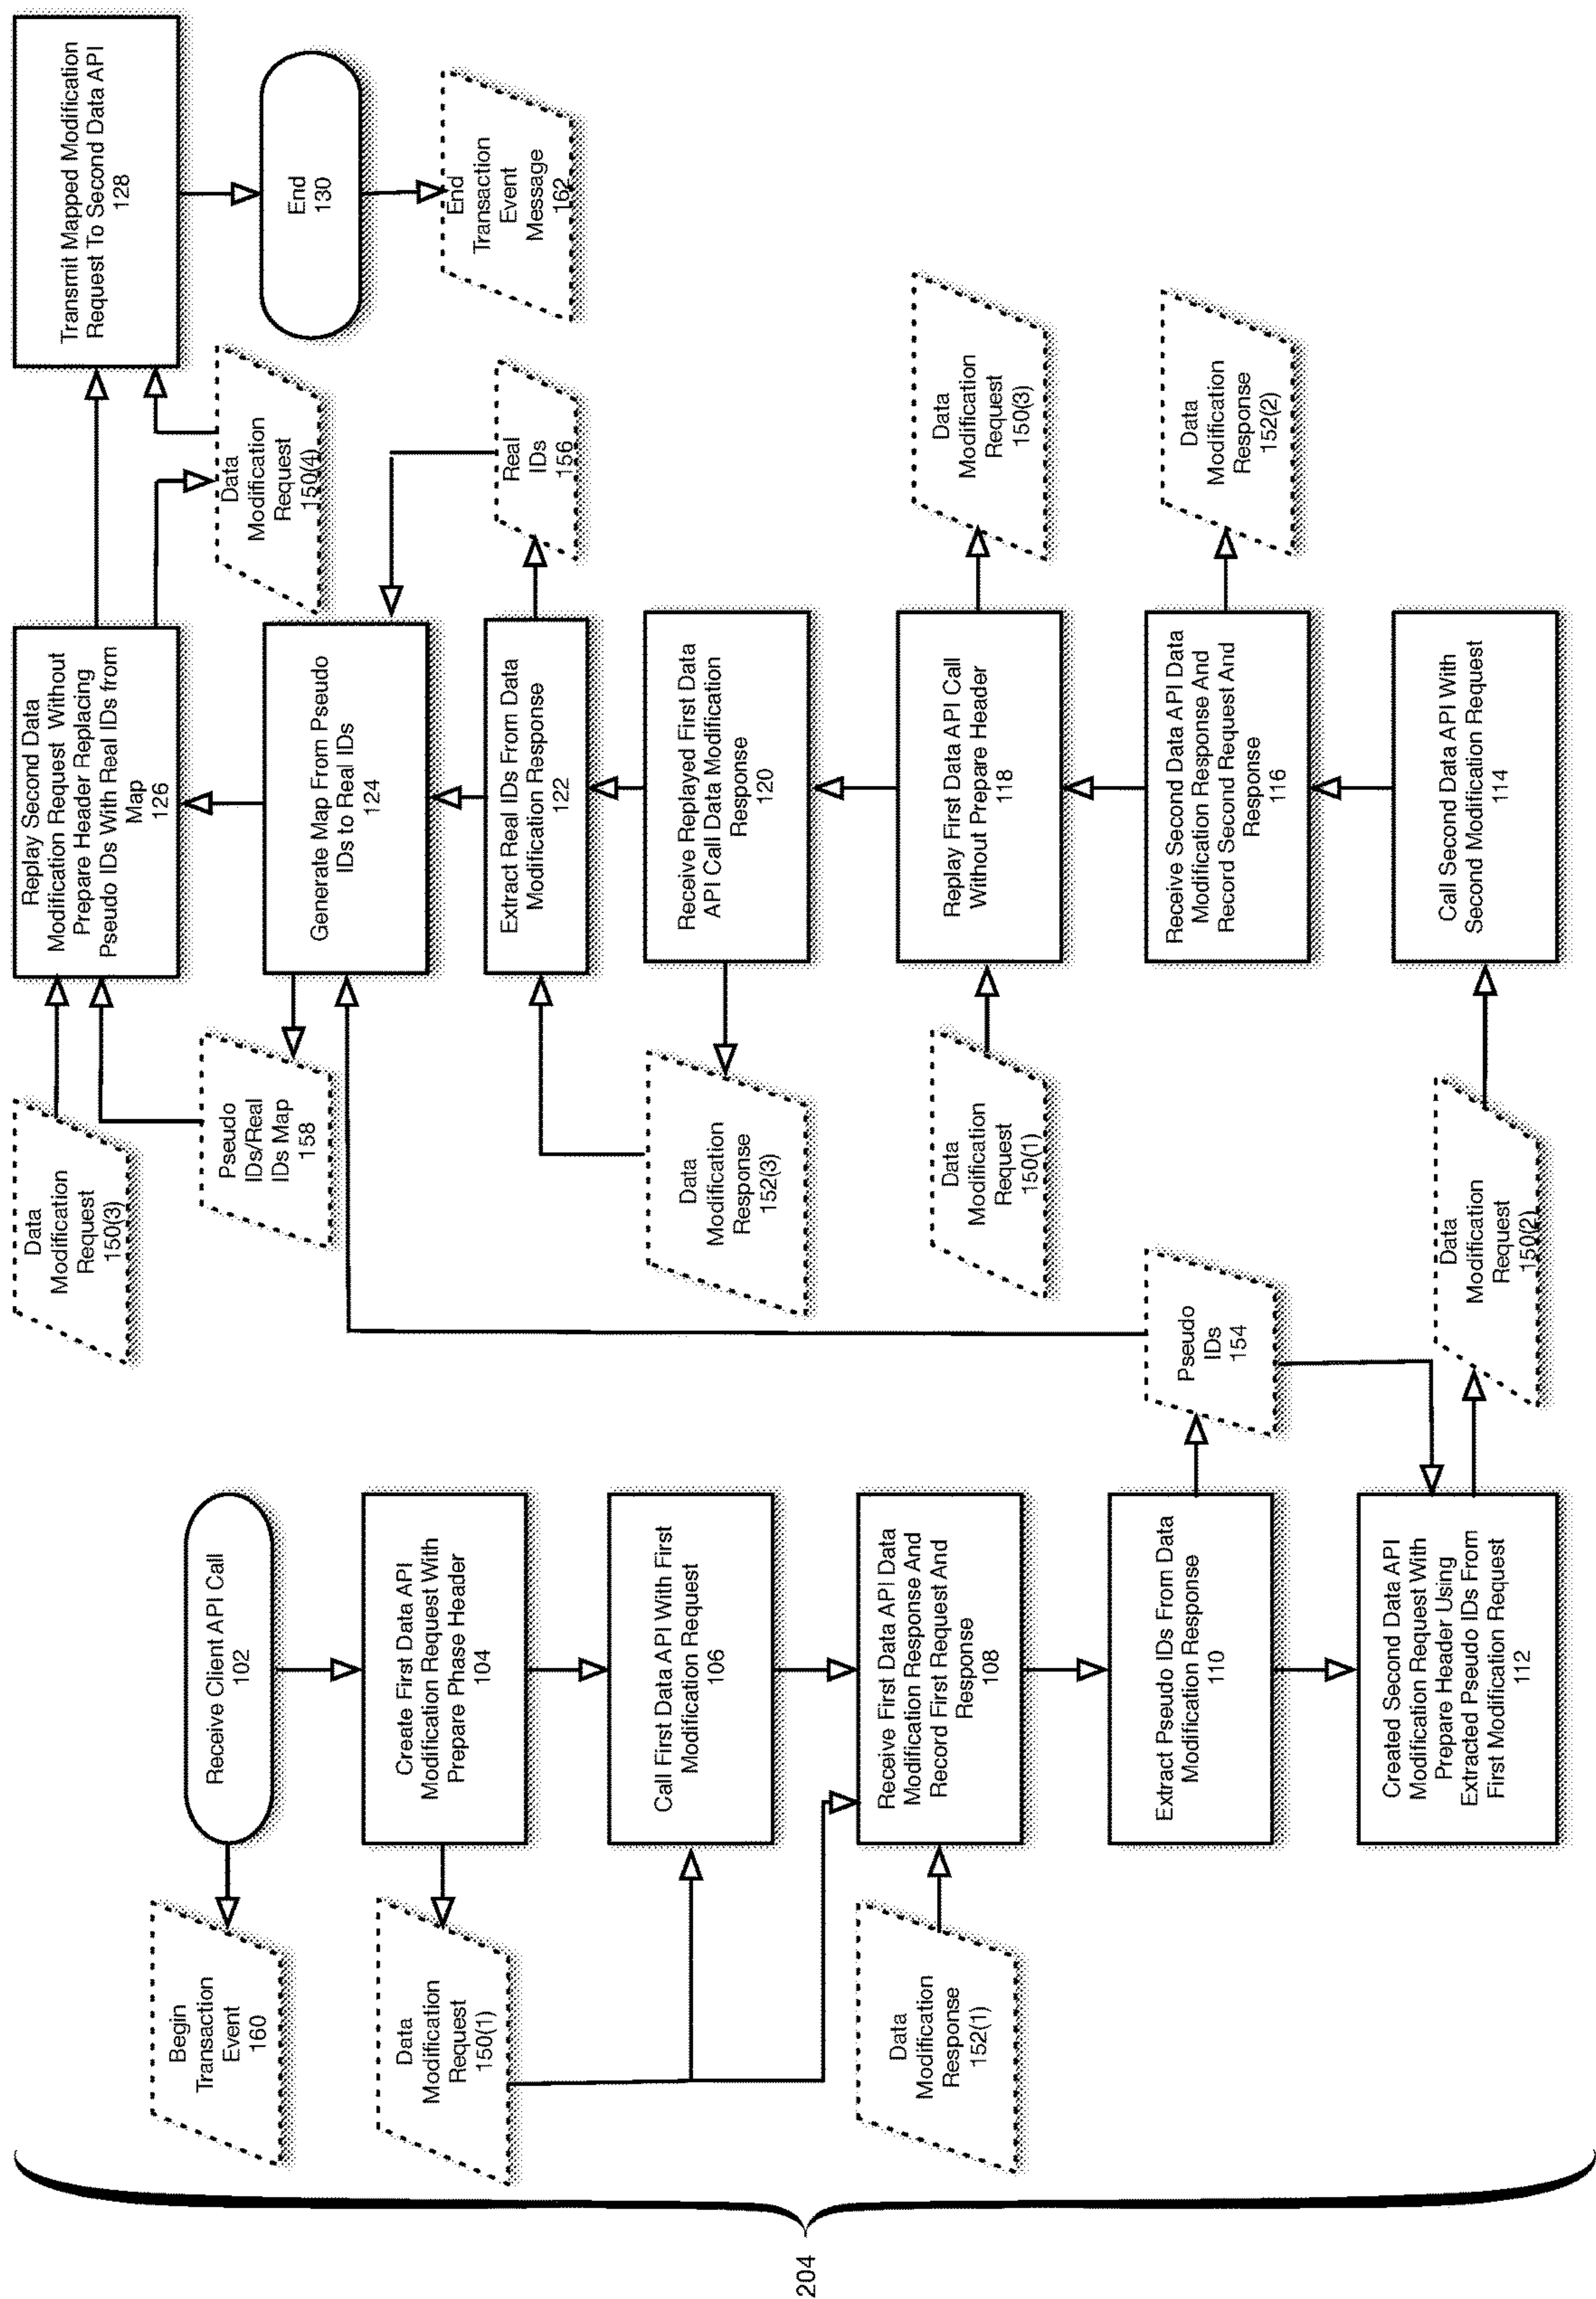 204
Begin
Transaction
Event
160
Receive Client API Call
102
Data
Modification
Request
150(1)
Create First Data API
Modification Request With
Prepare Phase Header
104
Call First Data API With First
Modification Request
106
Data
Modification
Response
152(1)
Receive First Data API Data
Modification Response And
Record First Request And
Response
108
Extract Pseudo IDs From Data
Modification Response
110
Pseudo
IDs
154
Created Second Data API
Modification Request With
Prepare Header Using
Extracted Pseudo IDs From
First Modification Request
112
Data
Modification
Request
150(2)
Call Second Data API With
Second Modification Request
114
Receive Second Data API Data
Modification Response And
Record Second Request And
Response
116
Data
Modification
Response
152(2)
Data
Modification
Request
150(1)
Replay First Data API Call
Without Prepare Header
118
Data
Modification
Request
150(3)
Receive Replayed First Data
API Call Data Modification
Response
120
Data
Modification
Response
152(3)
Extract Real IDs From Data
Modification Response
122
Real
IDs
156
Generate Map From Pseudo
IDs to Real IDs
124
Pseudo
IDs/Real
IDs Map
158
Data
Modification
Request
150(3)
Replay Second Data
Modification Request Without
Prepare Header Replacing
Pseudo IDs With Real IDs from
Map
126
Data
Modification
Request
150(4)
Transmit Mapped Modification
Request To Second Data API
128
End
130
End
Transaction
Event
Message
162